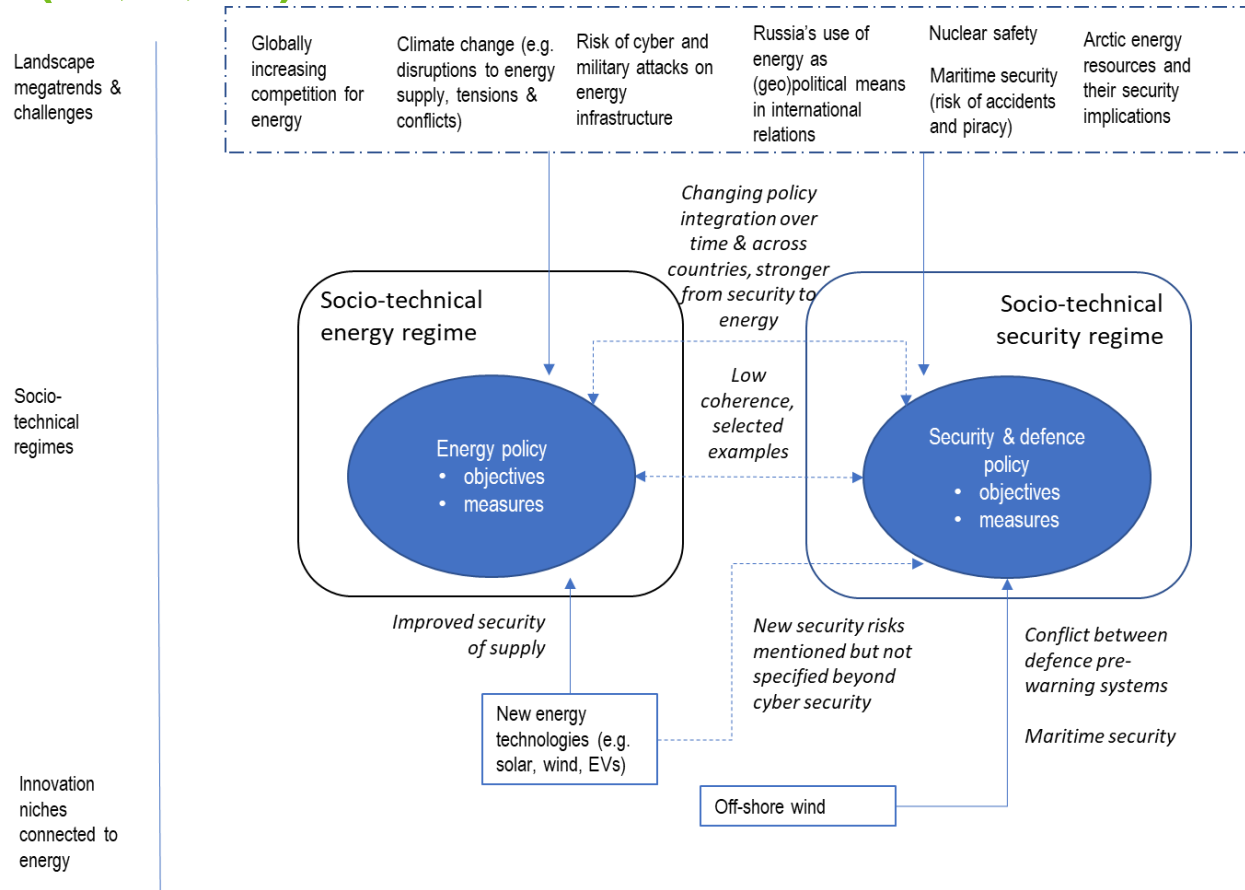 Landscape
megatrends &
challenges
Globally
increasing
competition for
energy
Climate change (e.g.
disruptions to energy
supply, tensions &
conflicts)
Risk of cyber and
military attacks on
energy
infrastructure
Russia's use of
energy as
(geo)political means
in international
relations
Nuclear safety
Maritime security
(risk of accidents
and piracy)
Arctic energy
resources and
their security
implications
Changing policy
integration over
time & across
countries, stronger
from security to
energy
Socio-technical
energy regime
Socio-technical
security regime
Socio-
technical
regimes
Low
coherence,
selected
examples
Energy policy
• objectives
• measures
Security & defence
policy
• objectives
• measures
Improved security
of supply
New security risks
mentioned but not
specified beyond
cyber security
Conflict between
defence pre-
warning systems
Maritime security
New energy
technologies (e.g.
solar, wind, EVs)
Off-shore wind
Innovation
niches
connected to
energy